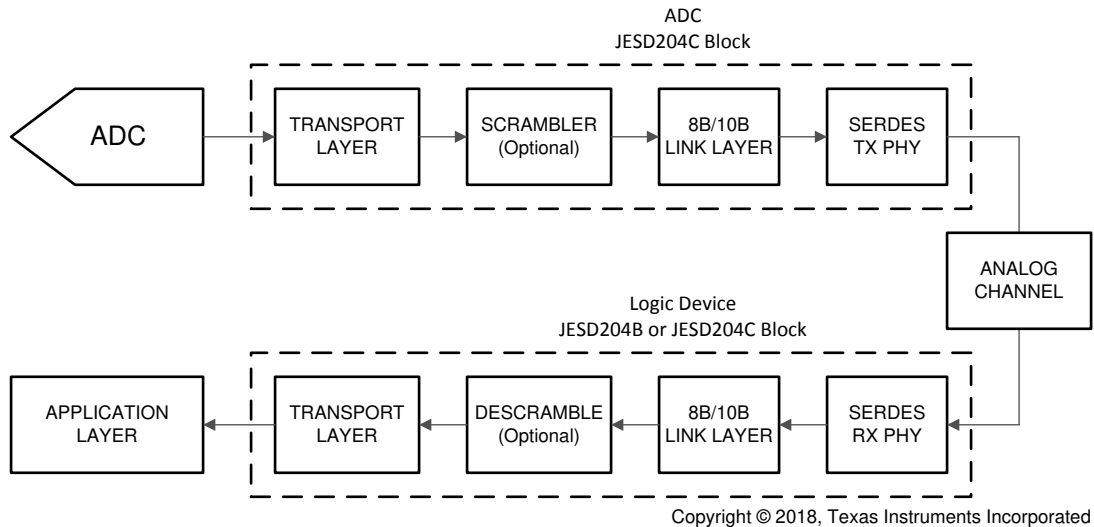 ADC
JESD204C Block
ADC
TRANSPORT
LAYER
SCRAMBLER
(Optional)
8B/10B
LINK LAYER
SERDES
TX PHY
ANALOG
CHANNEL
Logic Device
JESD204B or JESD204C Block
APPLICATION
LAYER
TRANSPORT
LAYER
DESCRAMBLE
(Optional)
8B/10B
LINK LAYER
SERDES
RX PHY
Copyright © 2018, Texas Instruments Incorporated